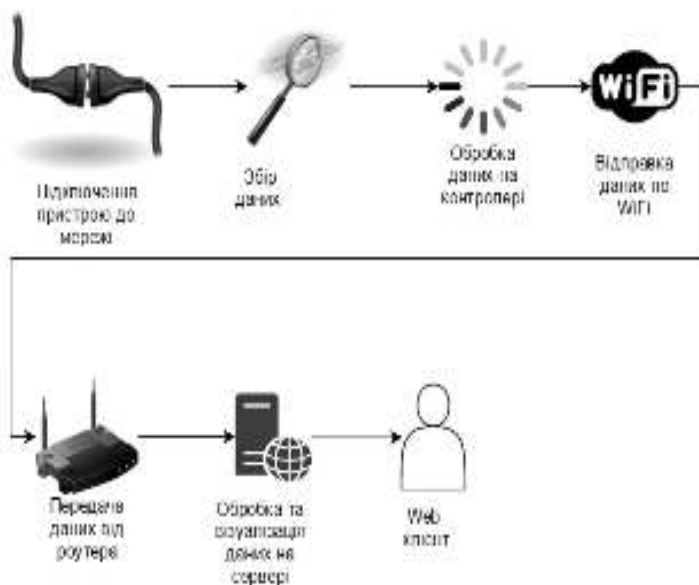 Підключення
пристрою до
мережі
Збір
даних
Обробка
даних на
контролері
WiFi
Відправка
даних по
WiFi
Передача
даних від
роутера
Обробка та
візуалізація
даних на
сервері
Web
клієнт